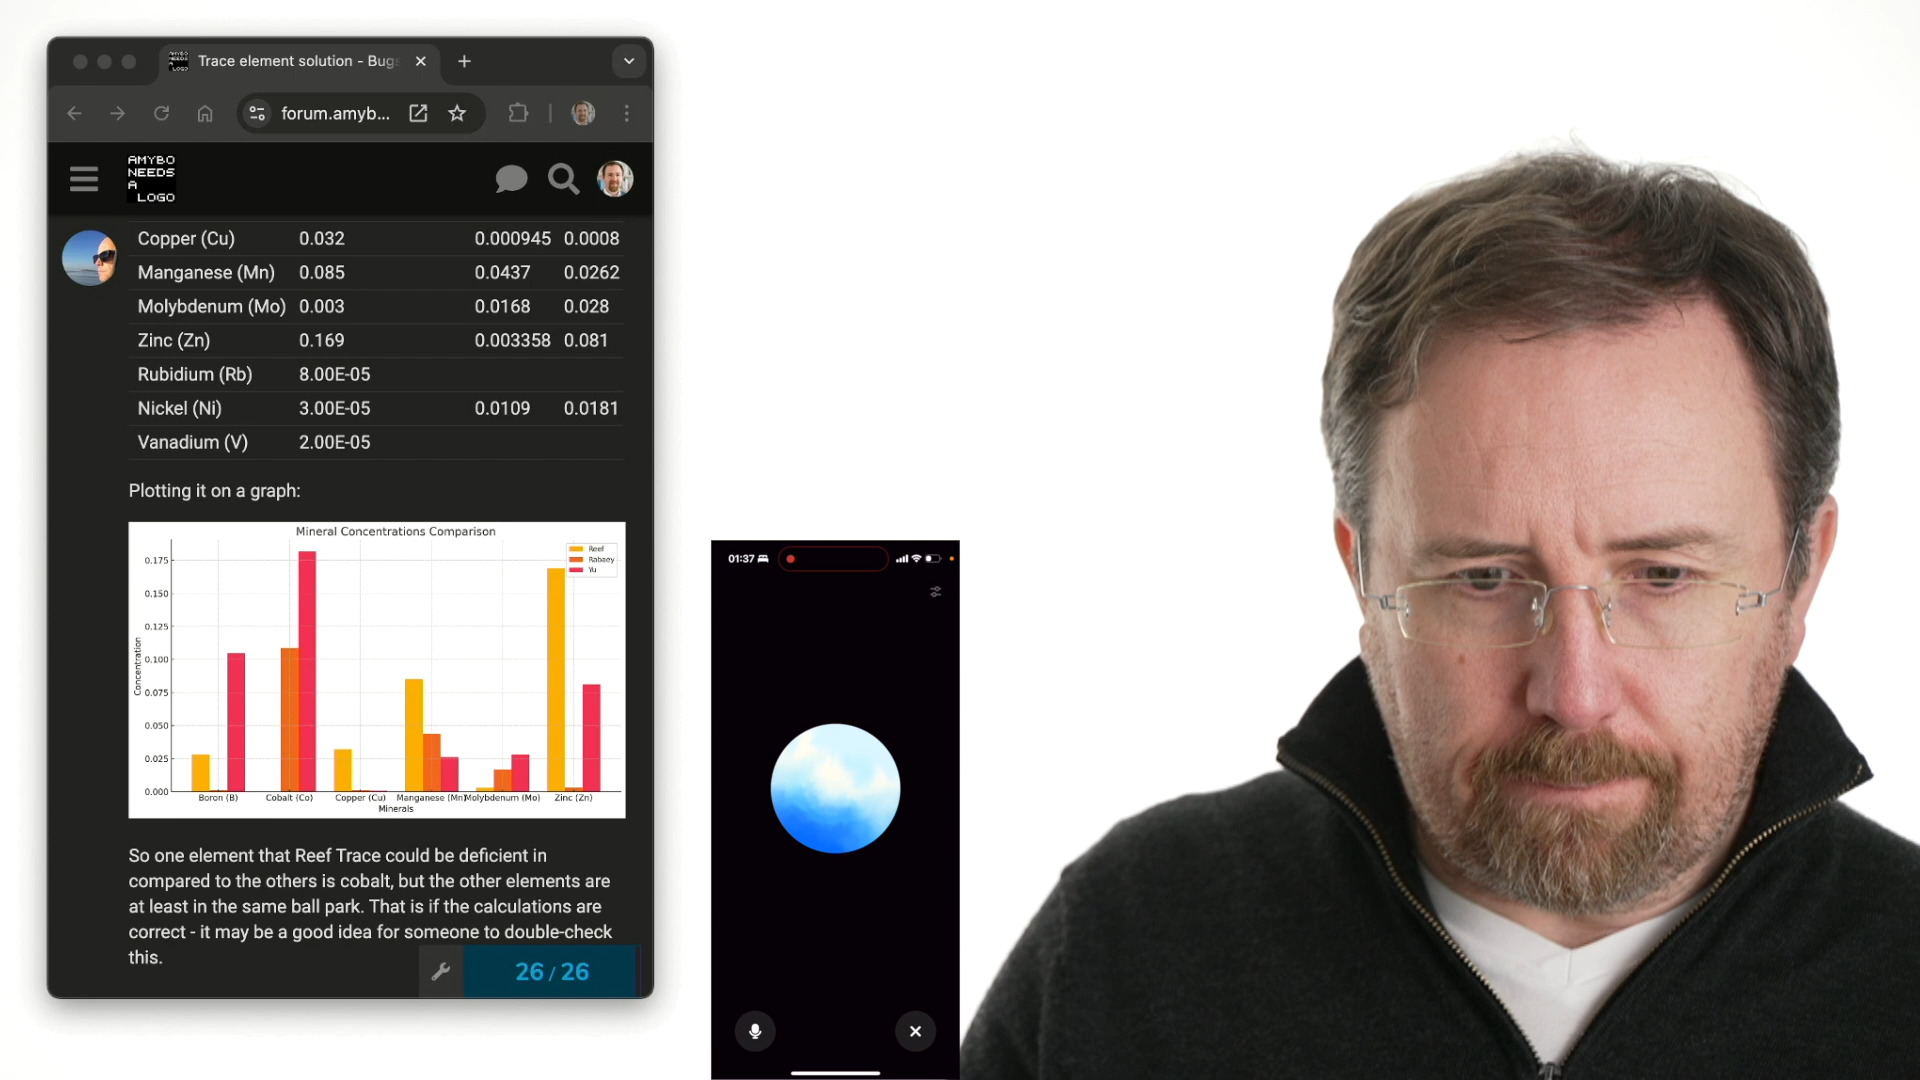 Trace element solution - Bugs
forum.amyb...
AMYBO
NEEDS
A
LOGO
Copper (Cu) 0.032 0.000945 0.0008
Manganese (Mn) 0.085 0.0437 0.0262
Molybdenum (Mo) 0.003 0.0168 0.028
Zinc (Zn) 0.169 0.003358 0.081
Rubidium (Rb) 8.00E-05
Nickel (Ni) 3.00E-05 0.0109 0.0181
Vanadium (V) 2.00E-05
Plotting it on a graph:
Mineral Concentrations Comparison
Reef
Rabaey
Yu
0.175
0.150
0.125
0.100
0.075
0.050
0.025
0.000
Concentration
Boron (B) Cobalt (Co) Copper (Cu) Manganese (Mn) Molybdenum (Mo) Zinc (Zn)
Minerals
So one element that Reef Trace could be deficient in
compared to the others is cobalt, but the other elements are
at least in the same ball park. That is if the calculations are
correct - it may be a good idea for someone to double-check
this.
26 / 26
01:37